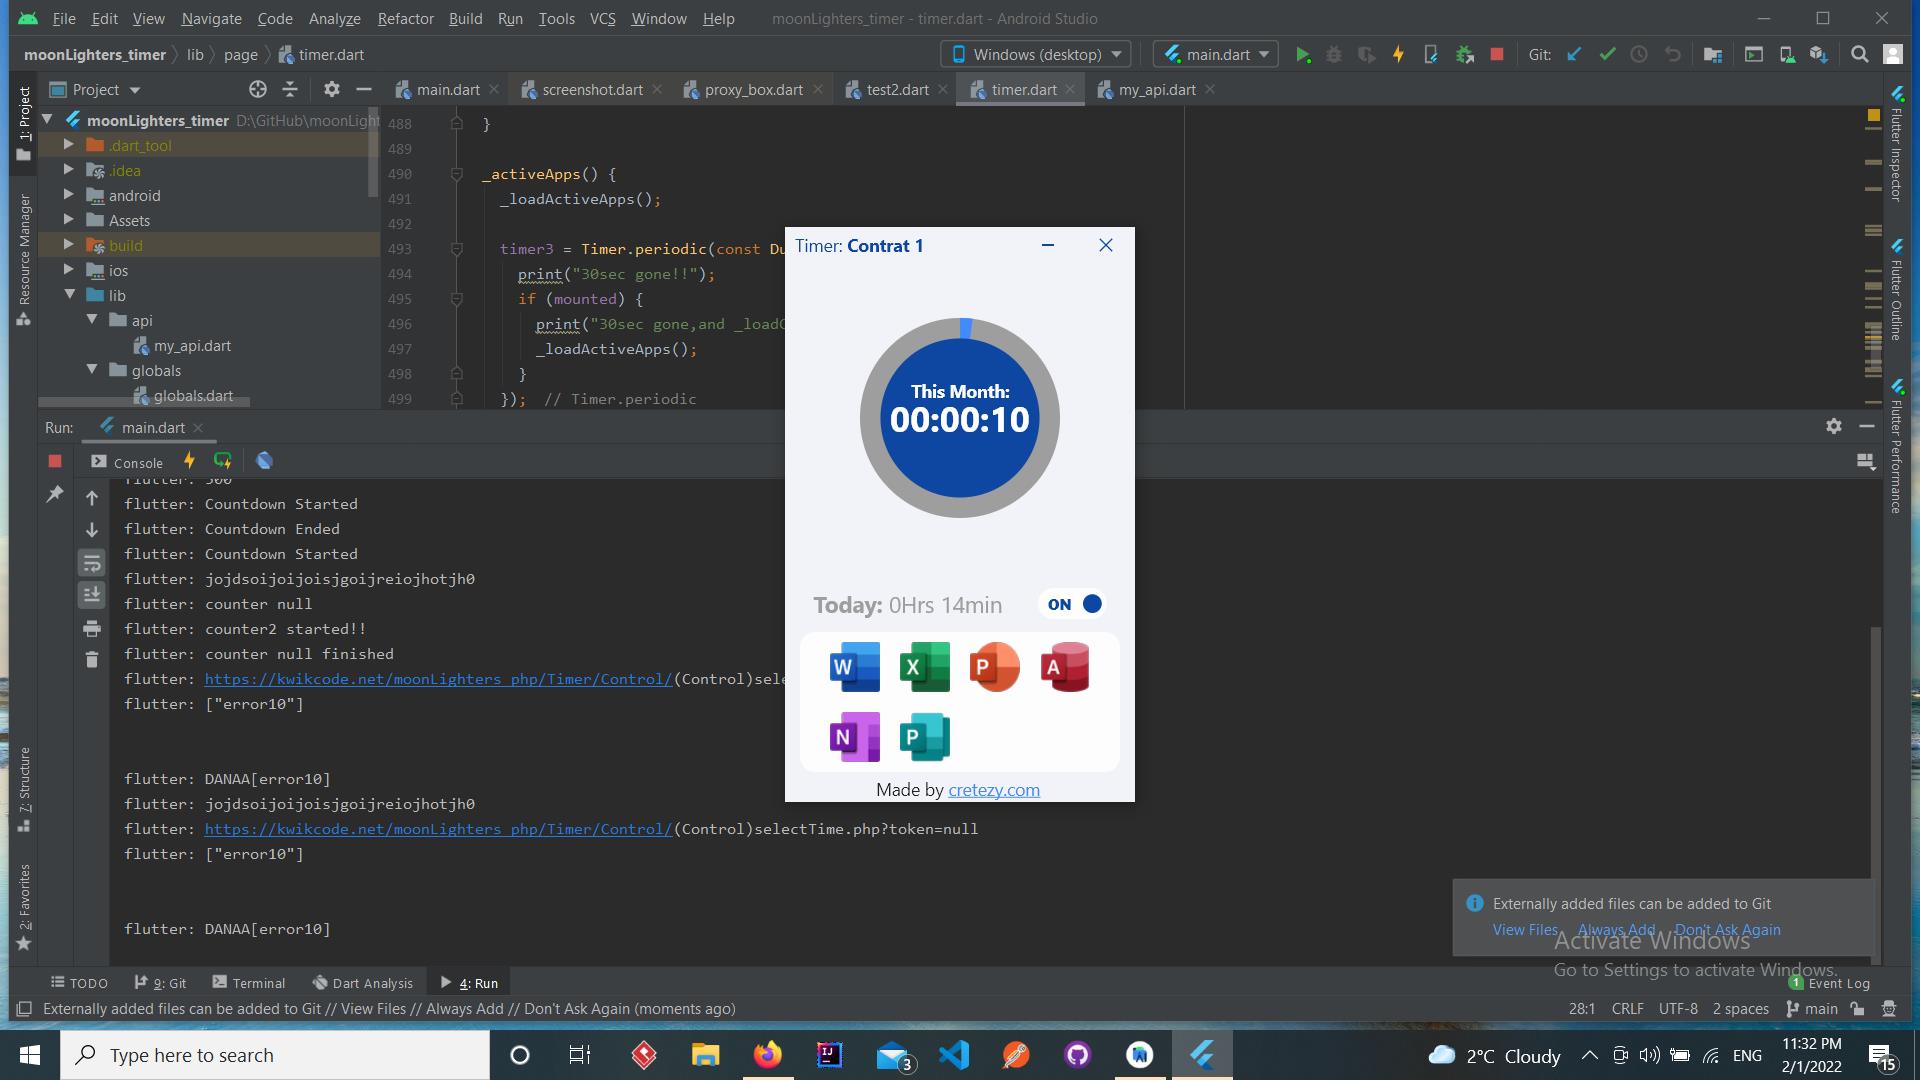 File Edit View Navigate Code Analyze Refactor Build Run Tools VCS Window Help moonLighters_timer - timer.dart - Android Studio
moonLighters_timer lib page timer.dart Windows (desktop) main.dart Git:
Project main.dart screenshot.dart proxy_box.dart test2.dart timer.dart my_api.dart
1: Project
Resource Manager
7: Structure
2: Favorites
moonLighters_timer D:\GitHub\moonLight
.dart_tool
.idea
android
Assets
build
ios
lib
api
my_api.dart
globals
globals.dart
488 }
489
490 _activeApps() {
491 _loadActiveApps();
492
493 timer3 = Timer.periodic(const Du
494 print("30sec gone!!");
495 if (mounted) {
496 print("30sec gone,and _loadC
497 _loadActiveApps();
498 }
499 }); // Timer.periodic
Flutter Inspector
Flutter Outline
Flutter Performance
Timer: Contrat 1
This Month:
00:00:10
Today: 0Hrs 14min ON
W X P A
N P
Made by cretezy.com
Run: main.dart
Console
flutter: 300
flutter: Countdown Started
flutter: Countdown Ended
flutter: Countdown Started
flutter: jojdsoijoijoisjgoijreiojhotjh0
flutter: counter null
flutter: counter2 started!!
flutter: counter null finished
flutter: https://kwikcode.net/moonLighters_php/Timer/Control/(Control)sele
flutter: ["error10"]
flutter: DANAA[error10]
flutter: jojdsoijoijoisjgoijreiojhotjh0
flutter: https://kwikcode.net/moonLighters_php/Timer/Control/(Control)selectTime.php?token=null
flutter: ["error10"]
flutter: DANAA[error10]
Externally added files can be added to Git
View Files Always Add Don't Ask Again
Activate Windows
Go to Settings to activate Windows.
TODO 9: Git Terminal Dart Analysis 4: Run 1 Event Log
Externally added files can be added to Git // View Files // Always Add // Don't Ask Again (moments ago) 28:1 CRLF UTF-8 2 spaces main
Type here to search 3 2°C Cloudy ENG 11:32 PM
2/1/2022 15